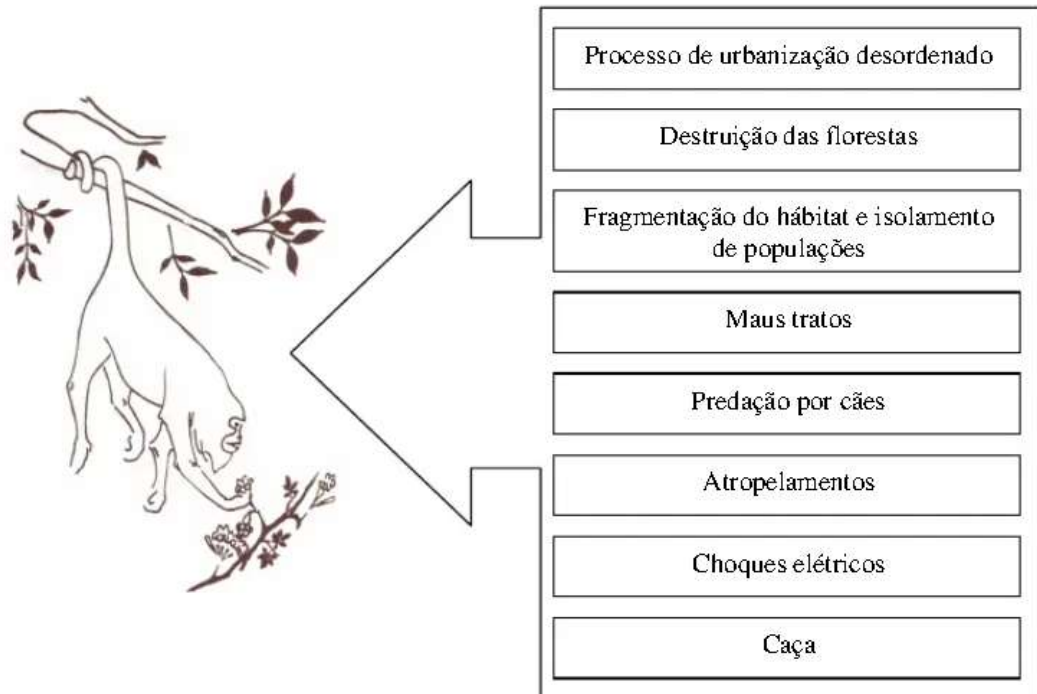 Processo de urbanização desordenado
Destruição das florestas
Fragmentação do hábitat e isolamento
de populações
Maus tratos
Predação por cães
Atropelamentos
Choques elétricos
Caça